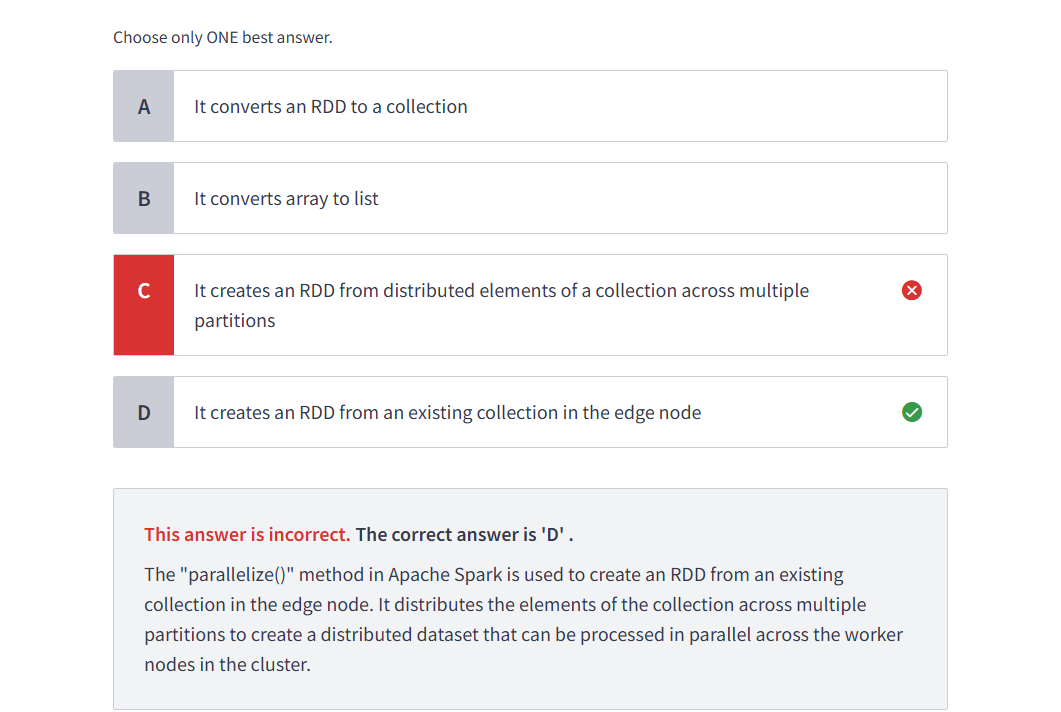 Choose only ONE best answer.
A
It converts an RDD to a collection
B
It converts array to list
C
It creates an RDD from distributed elements of a collection across multiple
partitions
D
It creates an RDD from an existing collection in the edge node
This answer is incorrect. The correct answer is 'D' .
The "parallelize()" method in Apache Spark is used to create an RDD from an existing
collection in the edge node. It distributes the elements of the collection across multiple
partitions to create a distributed dataset that can be processed in parallel across the worker
nodes in the cluster.